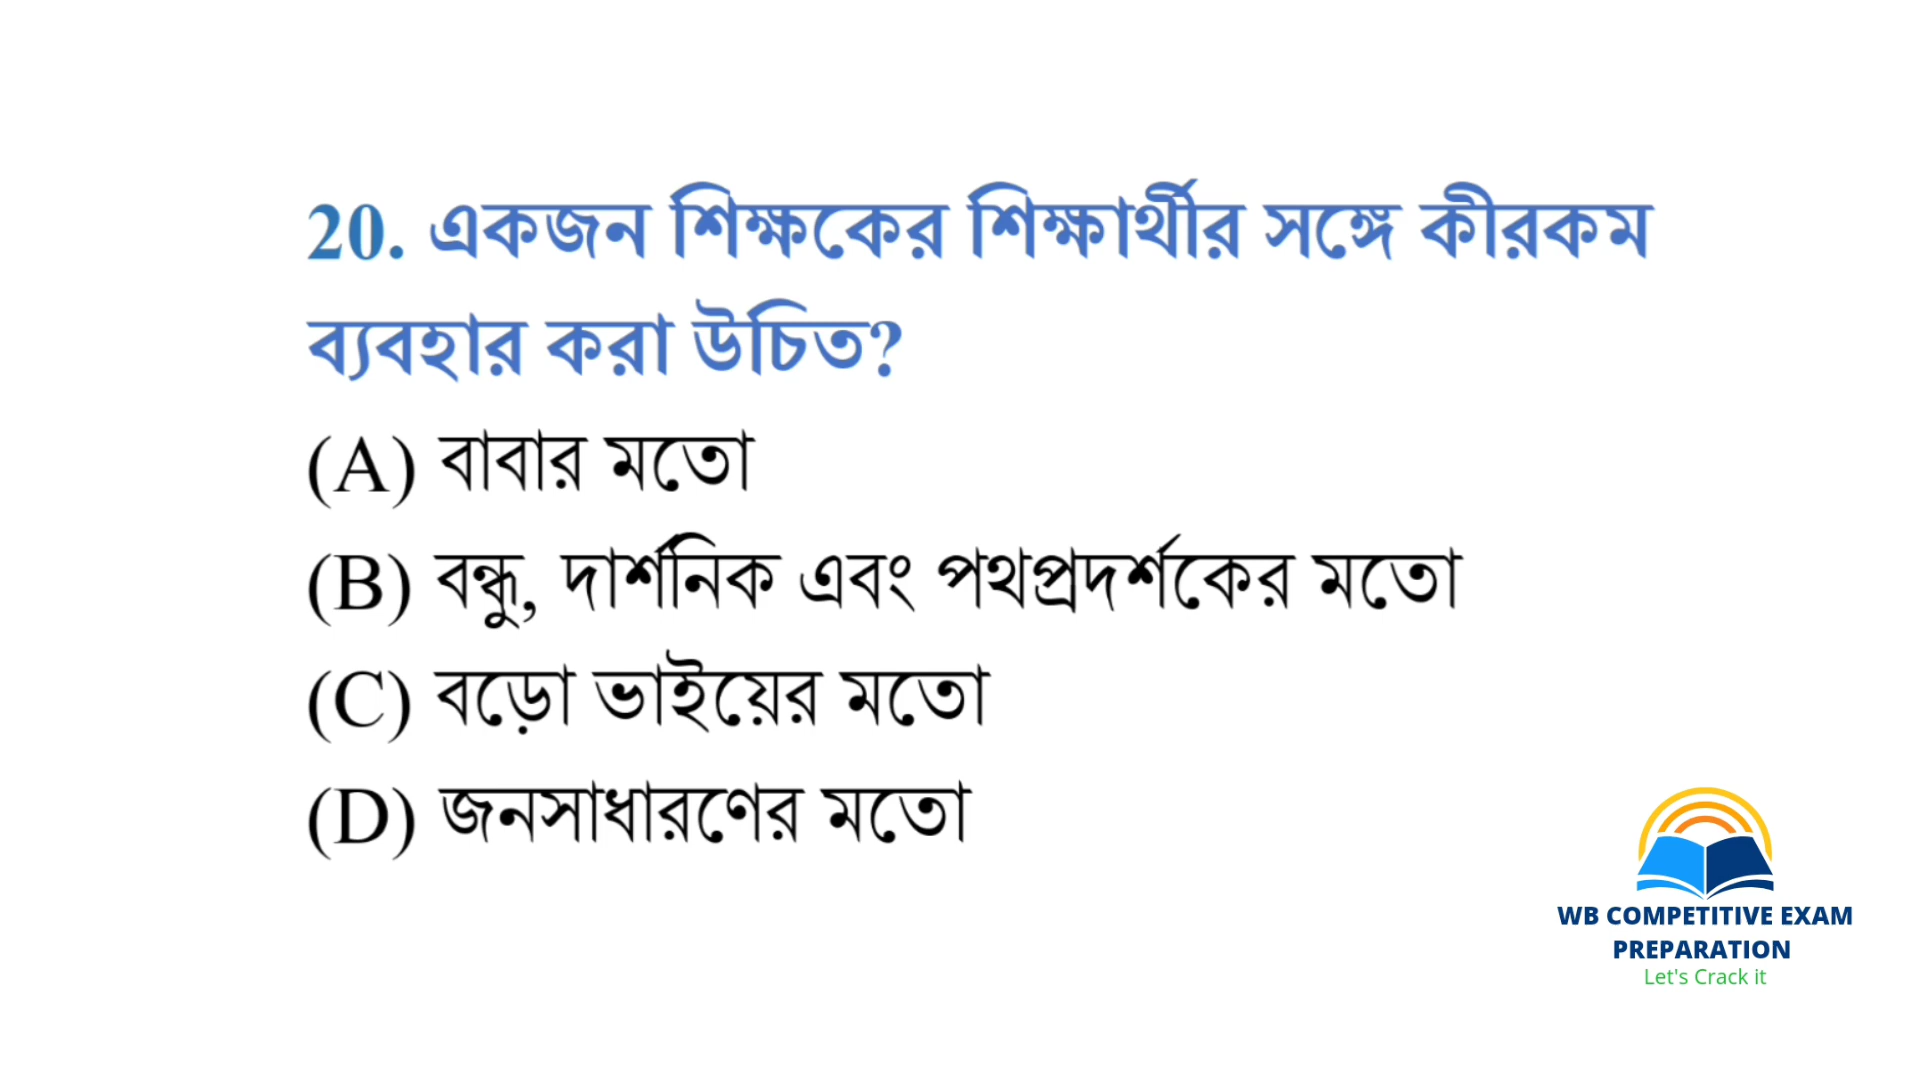 20. একজন শিক্ষকের শিক্ষার্থীর সঙ্গে কীরকম
ব্যবহার করা উচিত?
(A) বাবার মতো
(B) বন্ধু, দার্শনিক এবং পথপ্রদর্শকের মতো
(C) বড়ো ভাইয়ের মতো
(D) জনসাধারণের মতো
WB COMPETITIVE EXAM
PREPARATION
Let's Crack it